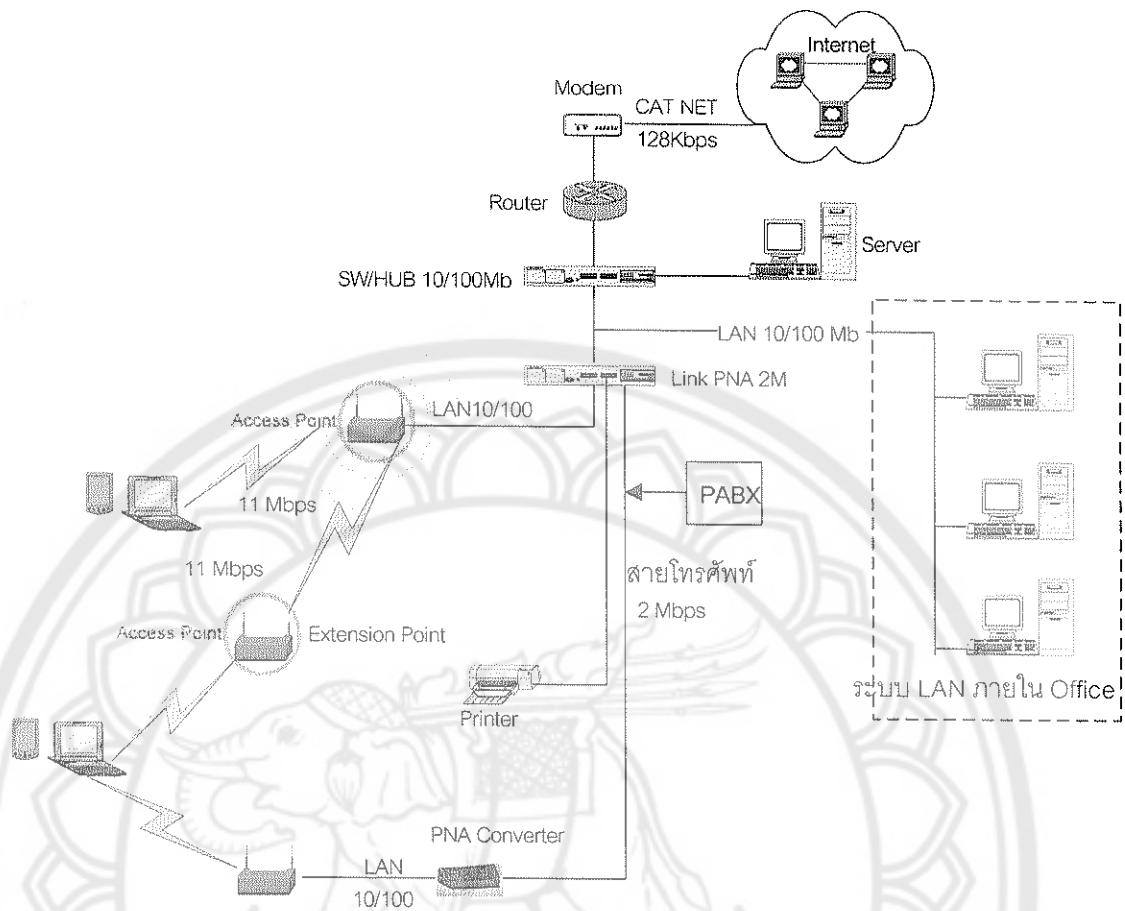 Internet
Modem
CAT NET
128Kbps
Router
Server
SW/HUB 10/100Mb
LAN 10/100 Mb
Link PNA 2M
Access Point
LAN10/100
11 Mbps
PABX
11 Mbps
สายโทรศัพท์
2 Mbps
Access Point
Extension Point
Printer
ระบบ LAN ภายใน Office
PNA Converter
LAN
10/100